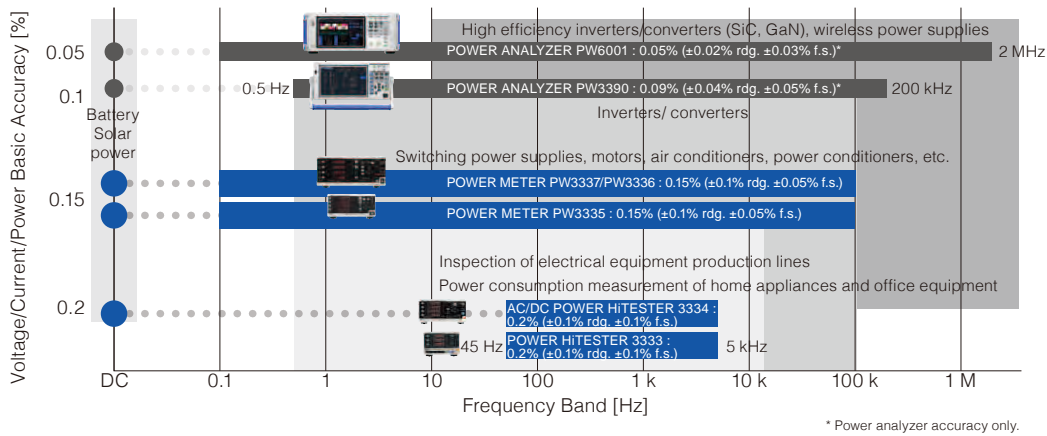 Voltage/Current/Power Basic Accuracy [%]
High efficiency inverters/converters (SiC, GaN), wireless power supplies
0.05
POWER ANALYZER PW6001 : 0.05% (±0.02% rdg. ±0.03% f.s.)*
2 MHz
0.1
0.5 Hz
POWER ANALYZER PW3390 : 0.09% (±0.04% rdg. ±0.05% f.s.)*
200 kHz
Battery
Solar
power
Inverters/ converters
Switching power supplies, motors, air conditioners, power conditioners, etc.
0.15
POWER METER PW3337/PW3336 : 0.15% (±0.1% rdg. ±0.05% f.s.)
POWER METER PW3335 : 0.15% (±0.1% rdg. ±0.05% f.s.)
Inspection of electrical equipment production lines
Power consumption measurement of home appliances and office equipment
0.2
AC/DC POWER HiTESTER 3334 :
0.2% (±0.1% rdg. ±0.1% f.s.)
45 Hz
POWER HiTESTER 3333 :
0.2% (±0.1% rdg. ±0.1% f.s.)
5 kHz
DC
0.1
1
10
100
1 k
10 k
100 k
1 M
Frequency Band [Hz]
* Power analyzer accuracy only.